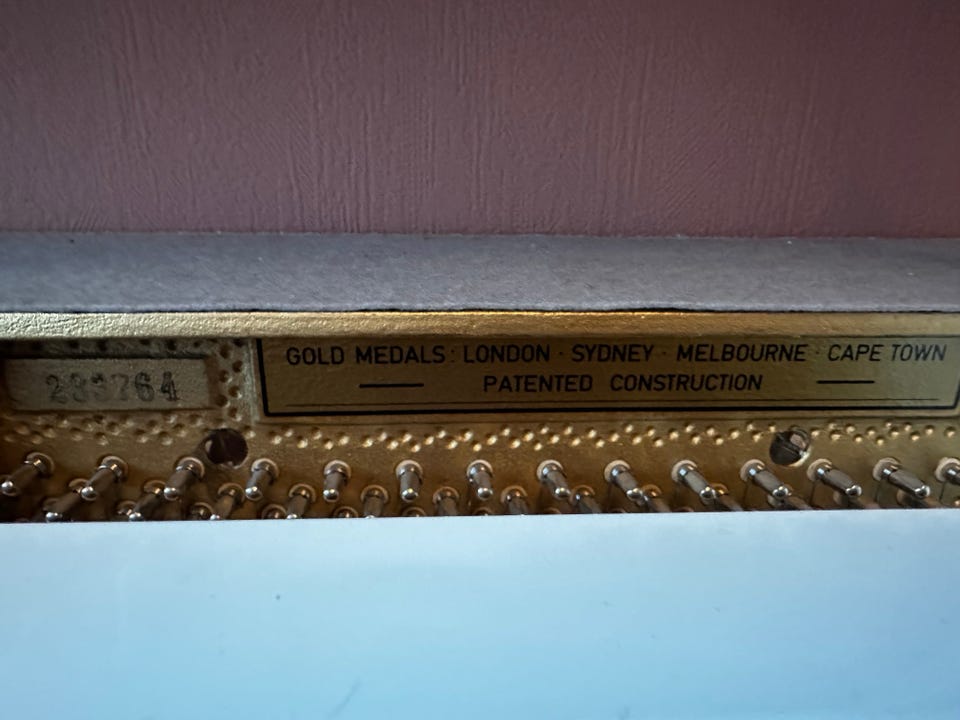 GOLD MEDALS: LONDON · SYDNEY · MELBOURNE · CAPE TOWN
PATENTED CONSTRUCTION